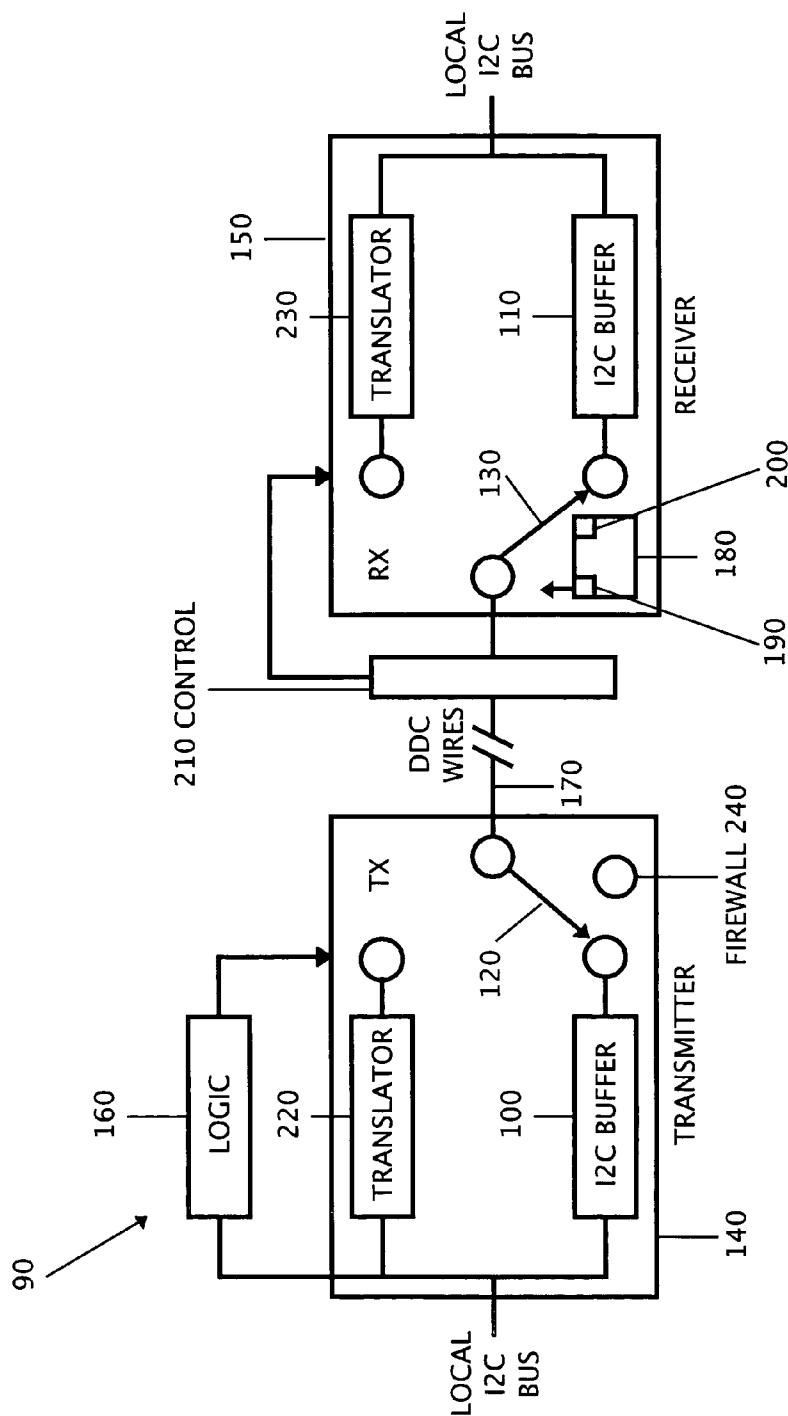 90
160
LOGIC
220
TRANSLATOR
TX
100
I2C BUFFER
120
140
TRANSMITTER
FIREWALL 240
LOCAL
I2C
BUS
170
DDC
WIRES
210 CONTROL
RX
130
190
180
200
230
TRANSLATOR
150
110
I2C BUFFER
RECEIVER
LOCAL
I2C
BUS